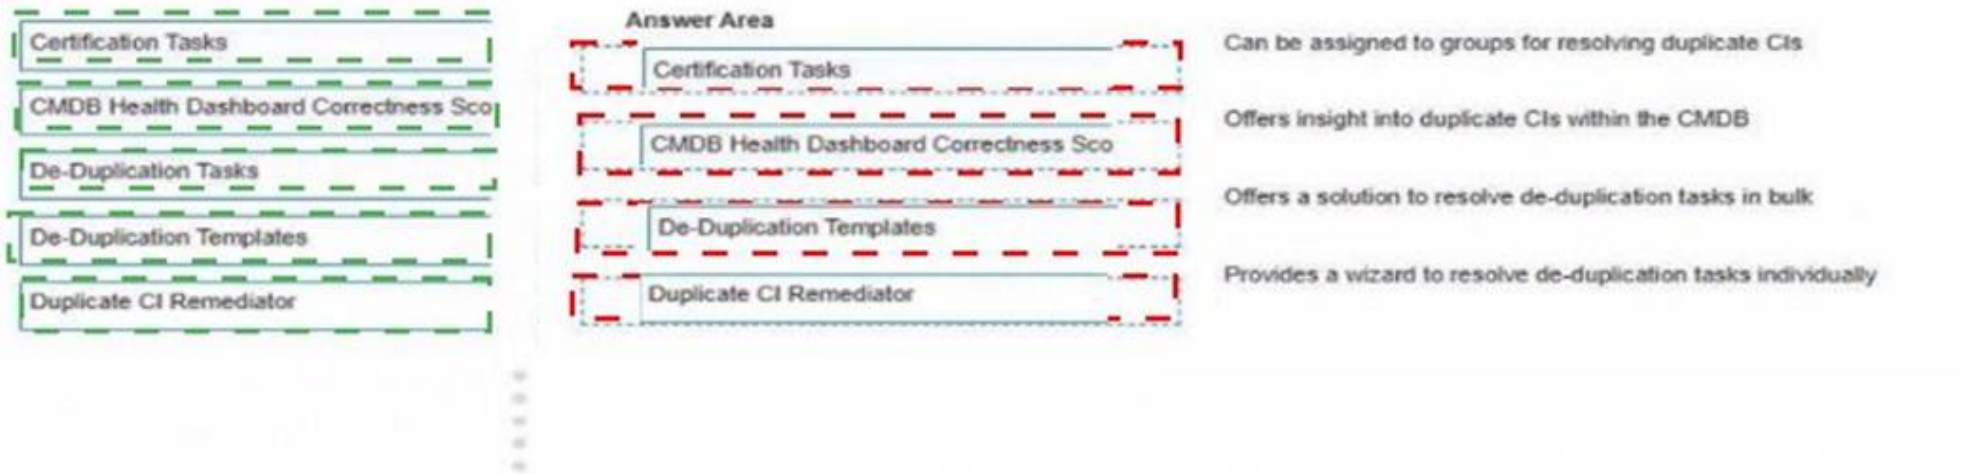 Certification Tasks
CMDB Health Dashboard Correctness Sco
De-Duplication Tasks
De-Duplication Templates
Duplicate CI Remediator
Answer Area
Certification Tasks
Can be assigned to groups for resolving duplicate CIs
CMDB Health Dashboard Correctness Sco
Offers insight into duplicate CIs within the CMDB
De-Duplication Templates
Offers a solution to resolve de-duplication tasks in bulk
Duplicate CI Remediator
Provides a wizard to resolve de-duplication tasks individually